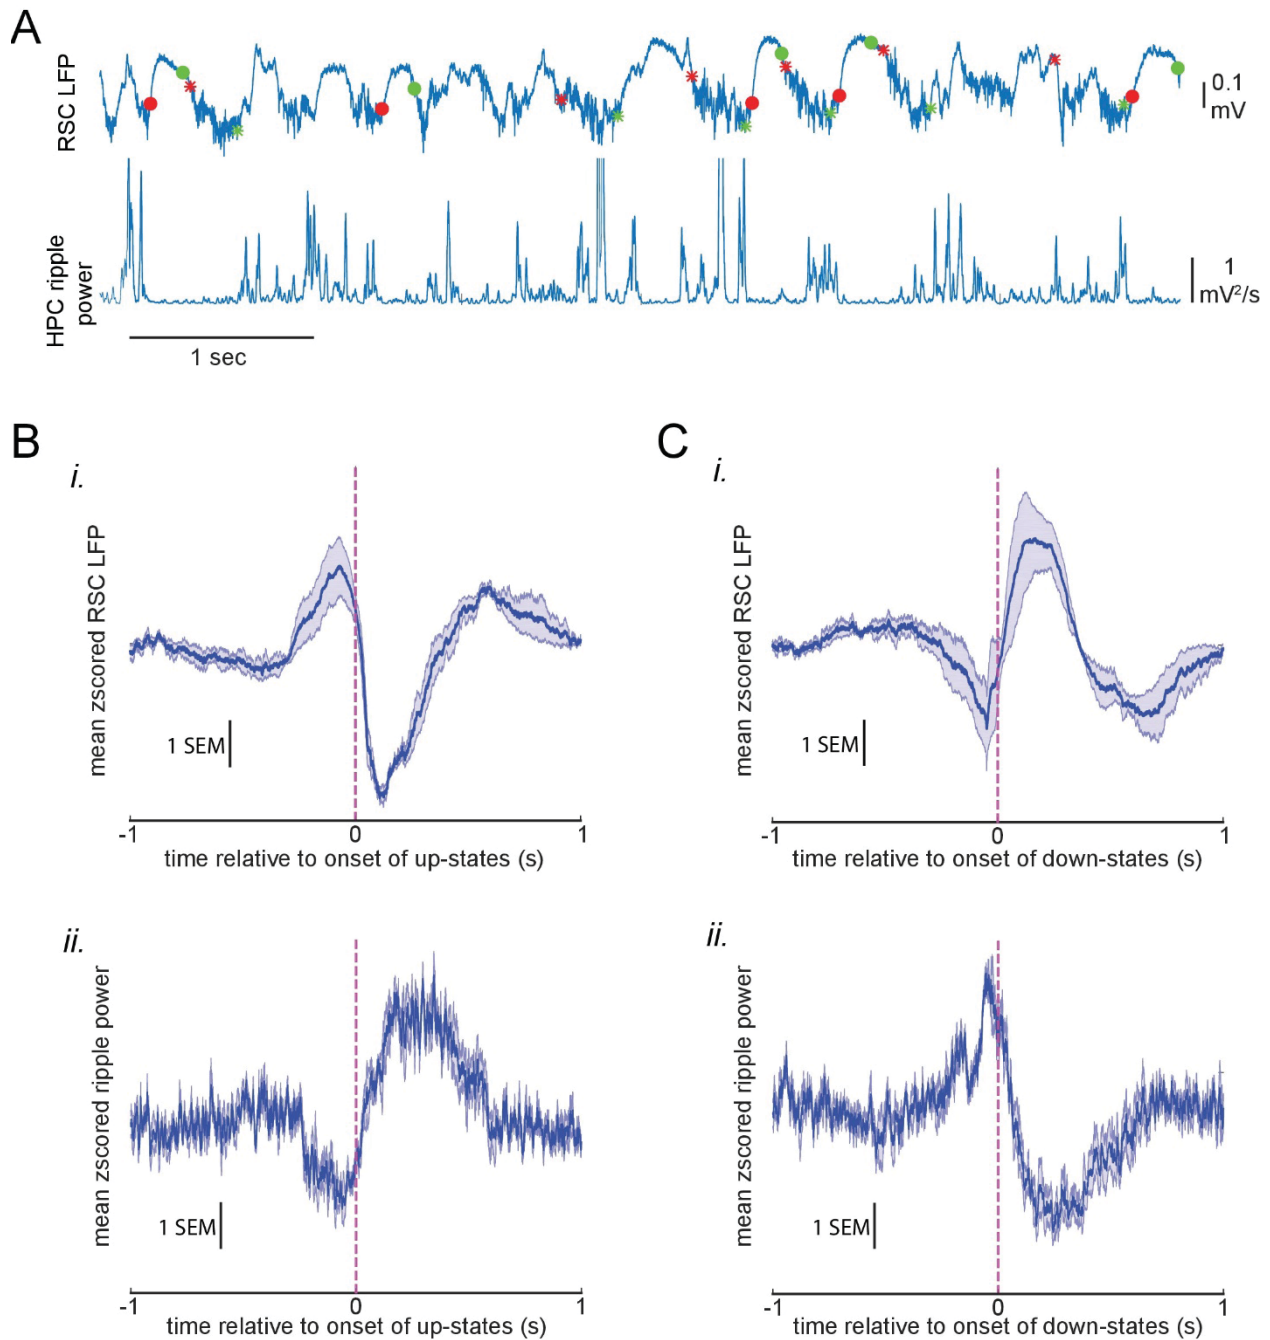 A
RSC LFP
0.1
mV
HPC ripple
power
1
mV²/s
1 sec
B
i.
mean zscored RSC LFP
1 SEM
-1 0 1
time relative to onset of up-states (s)
C
i.
mean zscored RSC LFP
1 SEM
-1 0 1
time relative to onset of down-states (s)
ii.
mean zscored ripple power
1 SEM
-1 0 1
time relative to onset of up-states (s)
ii.
mean zscored ripple power
1 SEM
-1 0 1
time relative to onset of down-states (s)